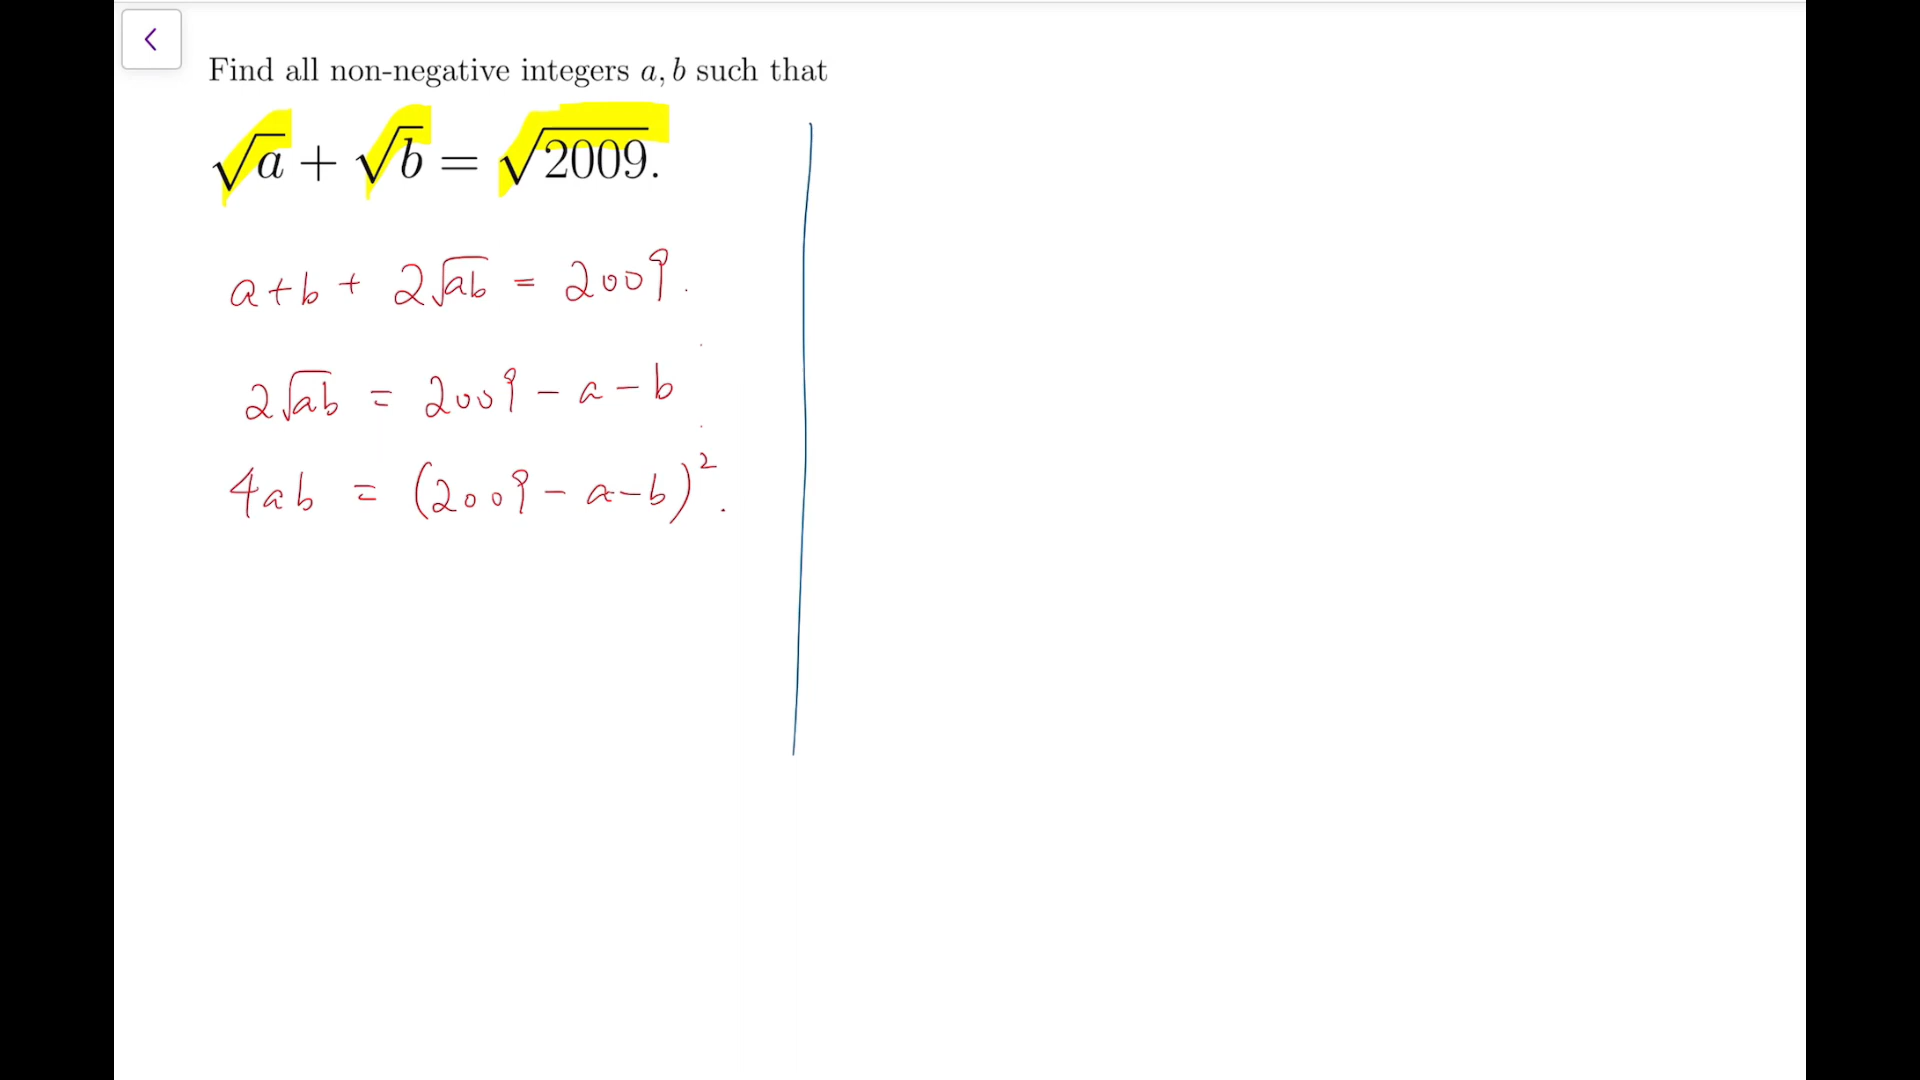 Find all non-negative integers a, b such that
√a + √b = √2009.
a+b + 2√ab = 2009.
2√ab = 2009 - a - b
4ab = (2009 - a - b)².